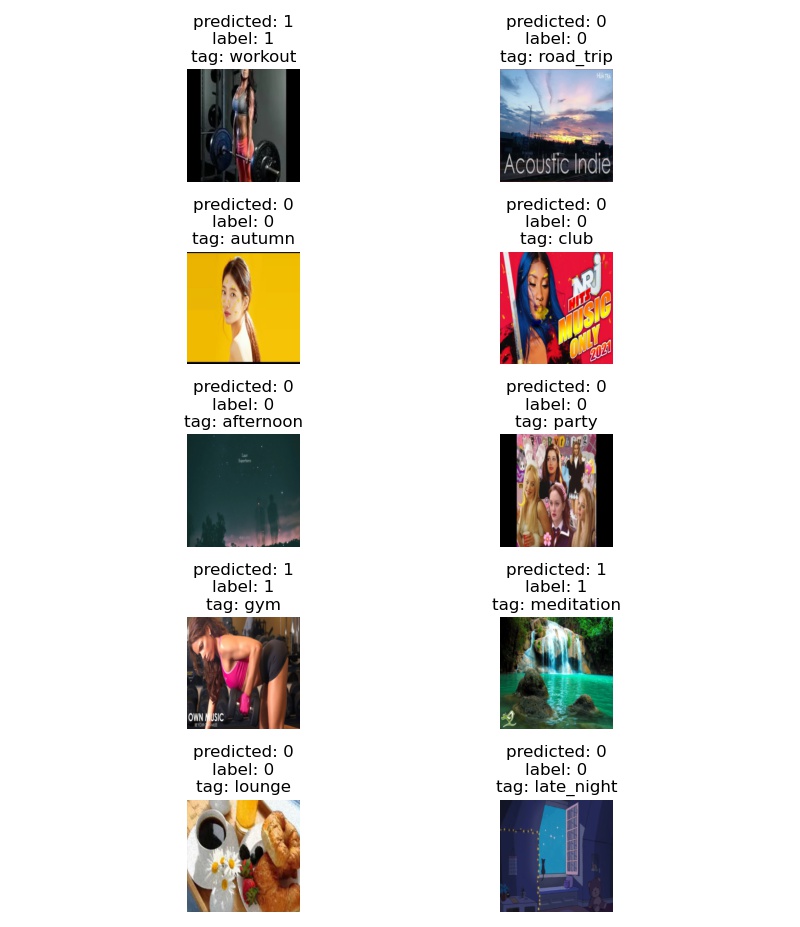 predicted: 1
label: 1
tag: workout
predicted: 0
label: 0
tag: road_trip
Acoustic Indie
predicted: 0
label: 0
tag: autumn
predicted: 0
label: 0
tag: club
NRJ
HITS
MUSIC
ONLY
2021
predicted: 0
label: 0
tag: afternoon
predicted: 0
label: 0
tag: party
predicted: 1
label: 1
tag: gym
OWN MUSIC
predicted: 1
label: 1
tag: meditation
predicted: 0
label: 0
tag: lounge
predicted: 0
label: 0
tag: late_night